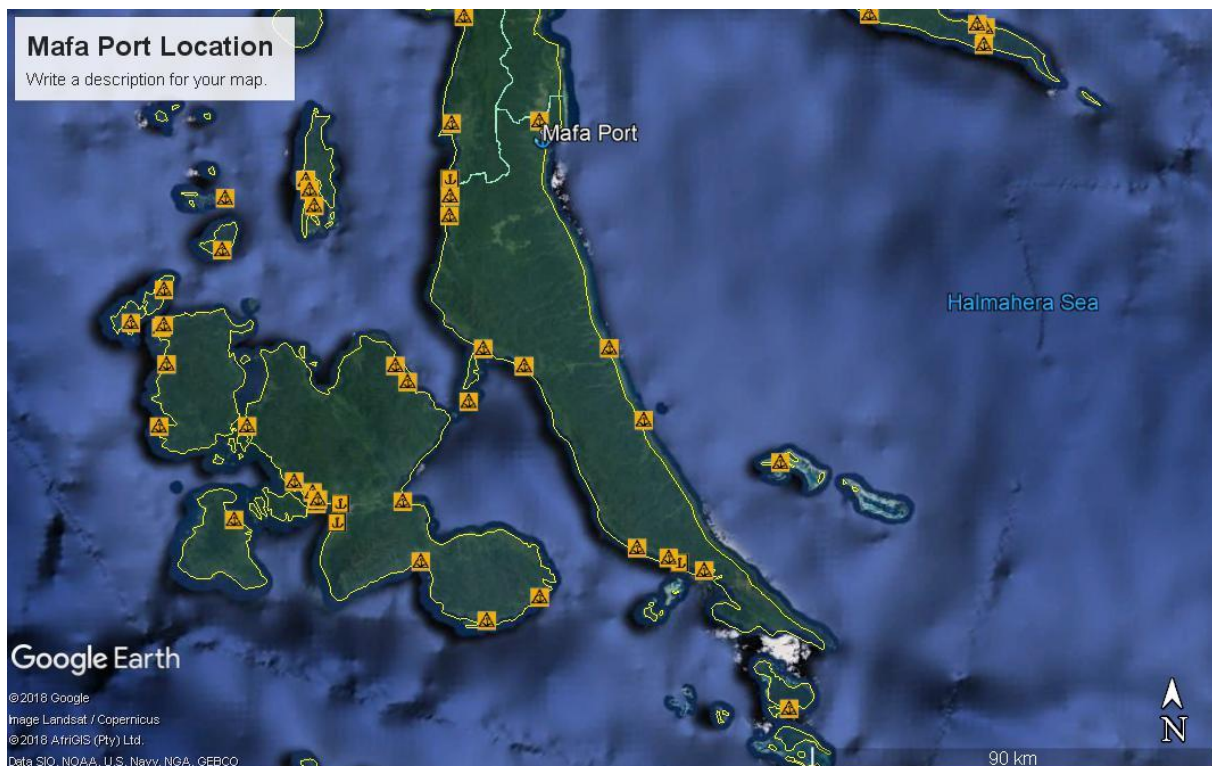 Mafa Port Location
Write a description for your map.
Mafa Port
Halmahera Sea
Google Earth
©2018 Google
Image Landsat / Copernicus
©2018 AfriGIS (Pty) Ltd.
Data SIO, NOAA, U.S. Navy, NGA, GEBCO
N
90 km